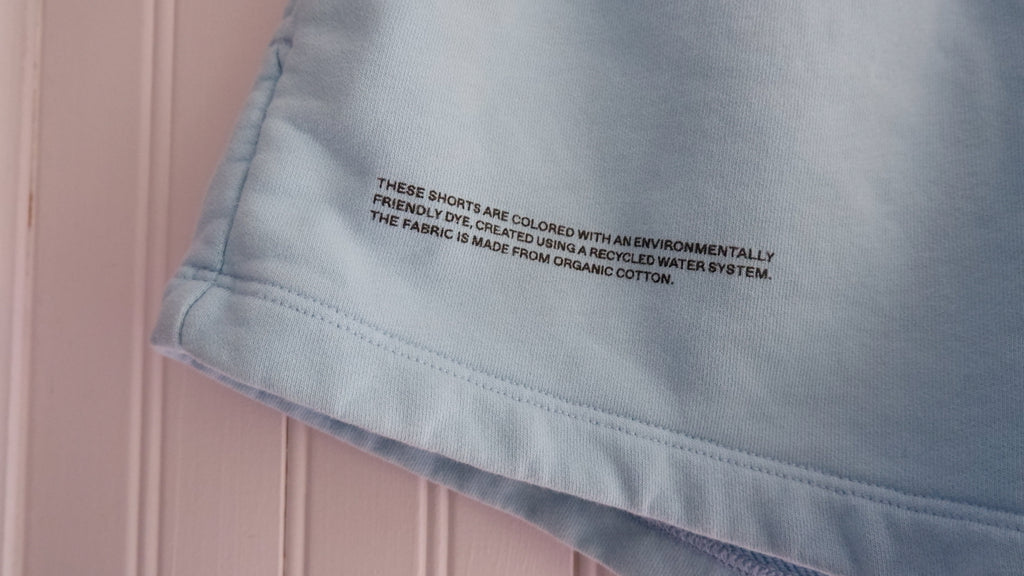 THESE SHORTS ARE COLORED WITH AN ENVIRONMENTALLY
FRIENDLY DYE, CREATED USING A RECYCLED WATER SYSTEM.
THE FABRIC IS MADE FROM ORGANIC COTTON.